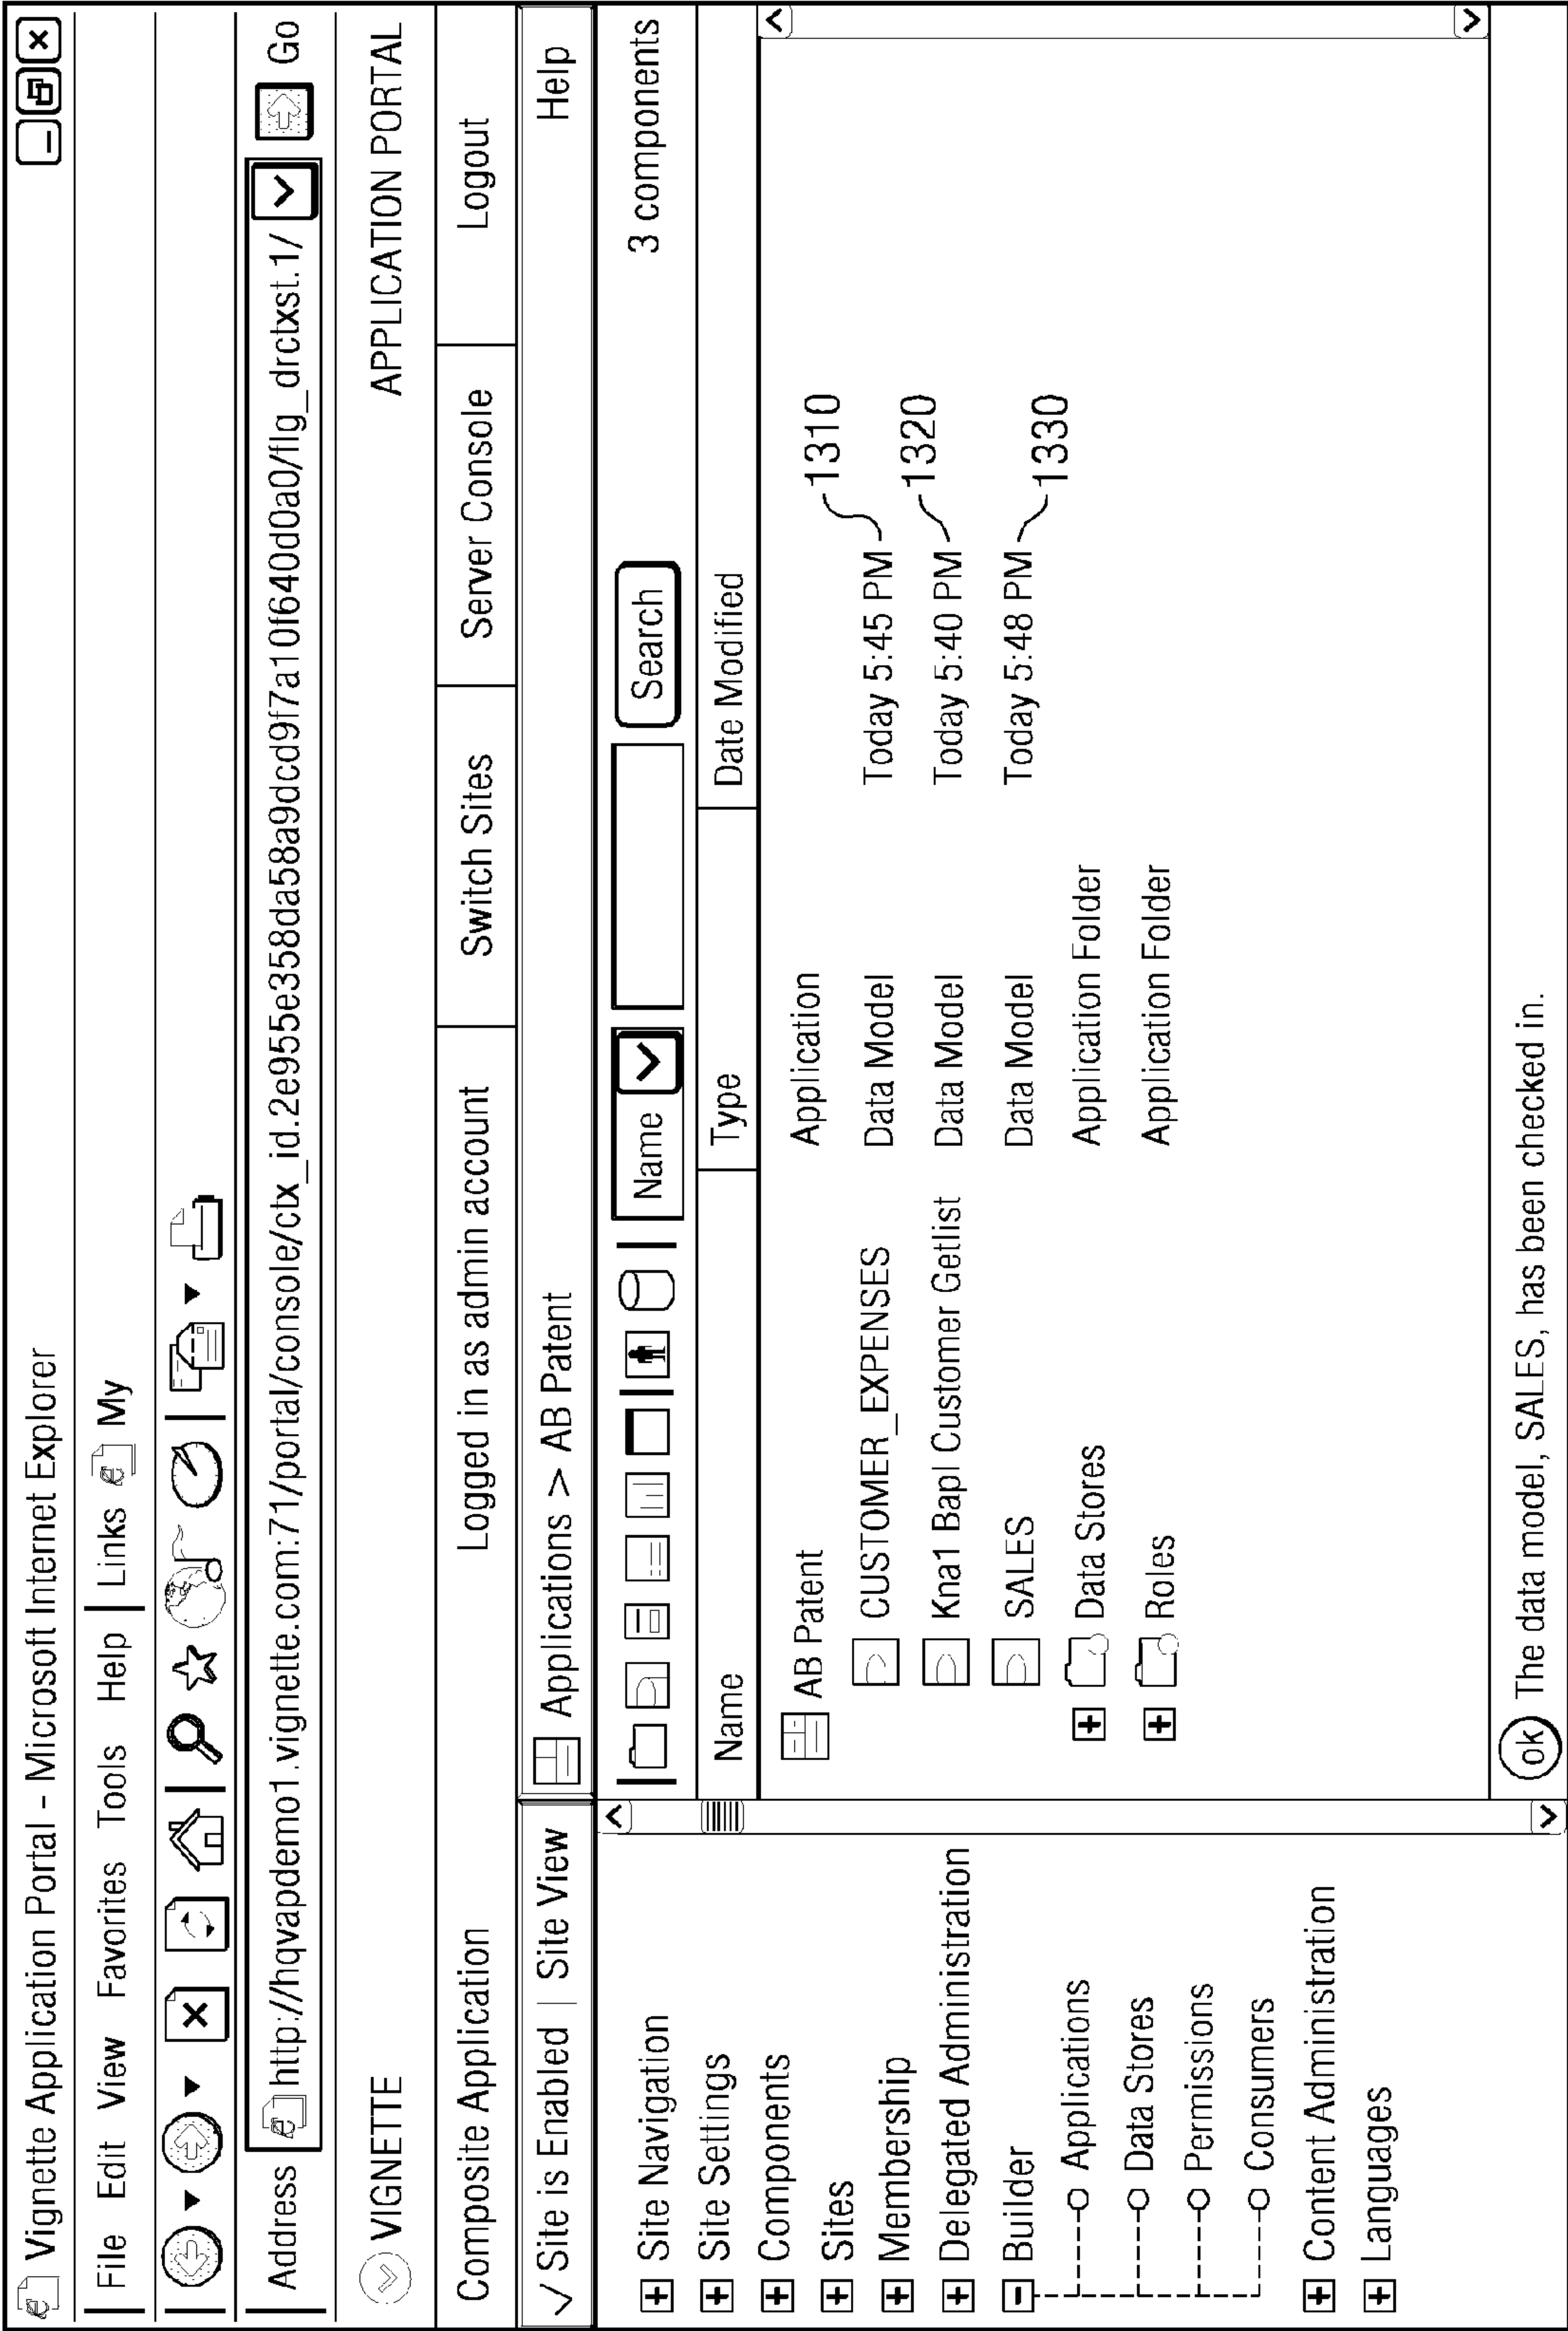 Vignette Application Portal - Microsoft Internet Explorer
File Edit View Favorites Tools Help Links My
Address http://hqvapdemo1.vignette.com:71/portal/console/ctx_id.2e955e358da58a9dcd9f7a10f640d0a0/flg_drctxst.1/ Go
VIGNETTE APPLICATION PORTAL
Composite Application Logged in as admin account Switch Sites Server Console Logout
Site is Enabled | Site View Applications > AB Patent Help
Name Search 3 components
Name Type Date Modified
AB Patent Application
CUSTOMER_EXPENSES Data Model Today 5:45 PM 1310
Kna1 Bapl Customer Getlist Data Model Today 5:40 PM 1320
SALES Data Model Today 5:48 PM 1330
Data Stores Application Folder
Roles Application Folder
Site Navigation
Site Settings
Components
Sites
Membership
Delegated Administration
Builder
Applications
Data Stores
Permissions
Consumers
Content Administration
Languages
ok The data model, SALES, has been checked in.